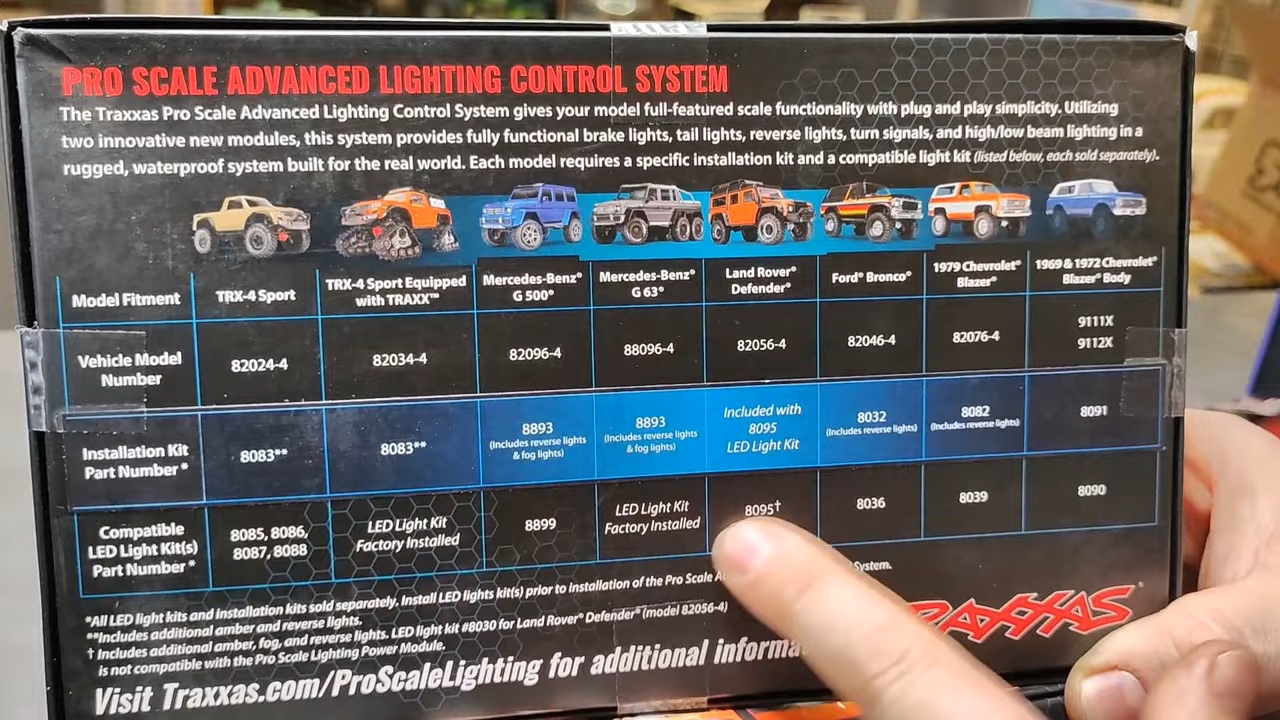 PRO SCALE ADVANCED LIGHTING CONTROL SYSTEM
The Traxxas Pro Scale Advanced Lighting Control System gives your model full-featured scale functionality with plug and play simplicity. Utilizing
two innovative new modules, this system provides fully functional brake lights, tail lights, reverse lights, turn signals, and high/low beam lighting in a
rugged, waterproof system built for the real world. Each model requires a specific installation kit and a compatible light kit (listed below, each sold separately).
Model Fitment
TRX-4 Sport
TRX-4 Sport Equipped
with TRAXX™
Mercedes-Benz®
G 500®
Mercedes-Benz®
G 63®
Land Rover®
Defender®
Ford® Bronco®
1979 Chevrolet®
Blazer®
1969 & 1972 Chevrolet®
Blazer® Body
Vehicle Model
Number
82024-4
82034-4
82096-4
88096-4
82056-4
82046-4
82076-4
9111X
9112X
Installation Kit
Part Number*
8083**
8083**
8893
(Includes reverse lights
& fog lights)
8893
(Includes reverse lights
& fog lights)
Included with
8095
LED Light Kit
8032
(Includes reverse lights)
8082
(Includes reverse lights)
8091
Compatible
LED Light Kit(s)
Part Number*
8085, 8086,
8087, 8088
LED Light Kit
Factory Installed
8899
LED Light Kit
Factory Installed
8095†
8036
8039
8090
*All LED light kits and installation kits sold separately. Install LED lights kit(s) prior to installation of the Pro Scale System.
**Includes additional amber and reverse lights.
† Includes additional amber, fog, and reverse lights. LED light kit #8030 for Land Rover® Defender® (model 82056-4)
is not compatible with the Pro Scale Lighting Power Module.
Visit Traxxas.com/ProScaleLighting for additional
TRAXXAS®